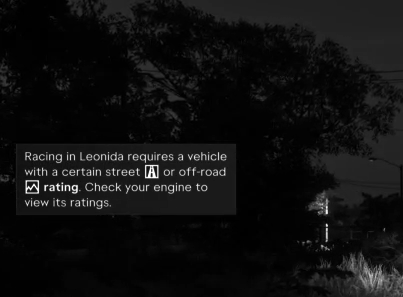 Racing in Leonida requires a vehicle
with a certain street or off-road
rating. Check your engine to
view its ratings.